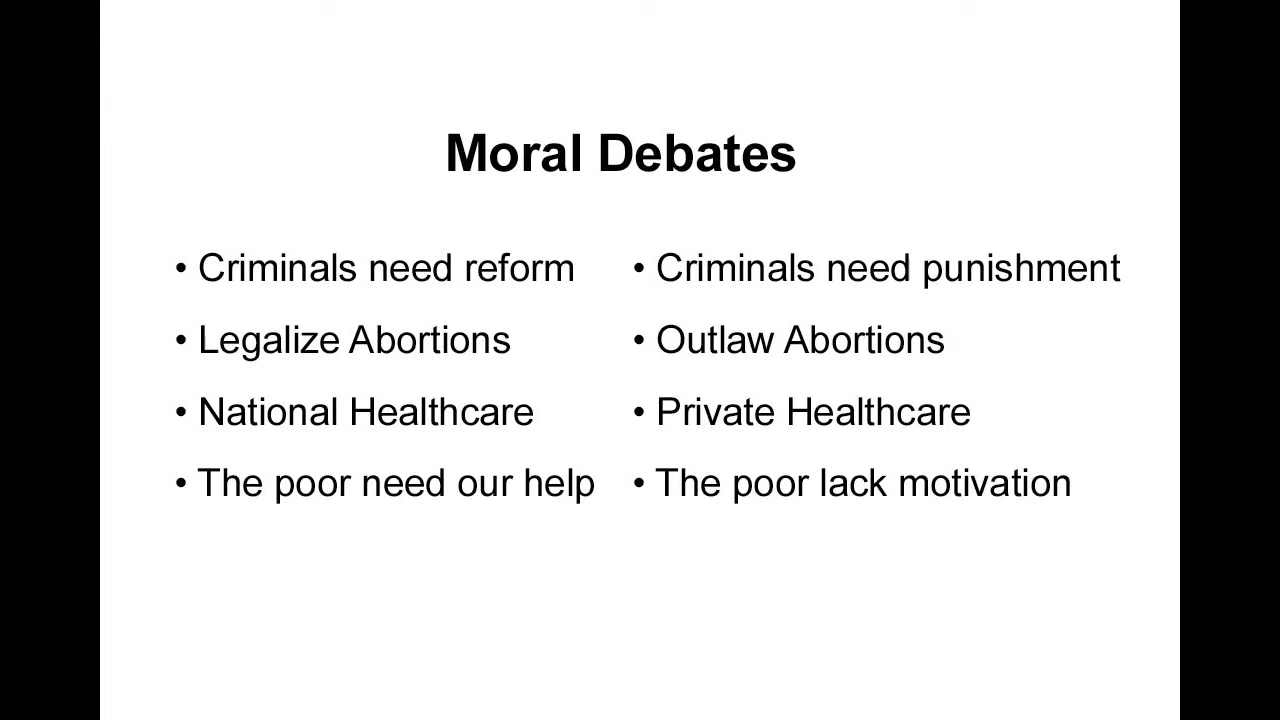 Moral Debates
• Criminals need reform
• Legalize Abortions
• National Healthcare
• The poor need our help
• Criminals need punishment
• Outlaw Abortions
• Private Healthcare
• The poor lack motivation